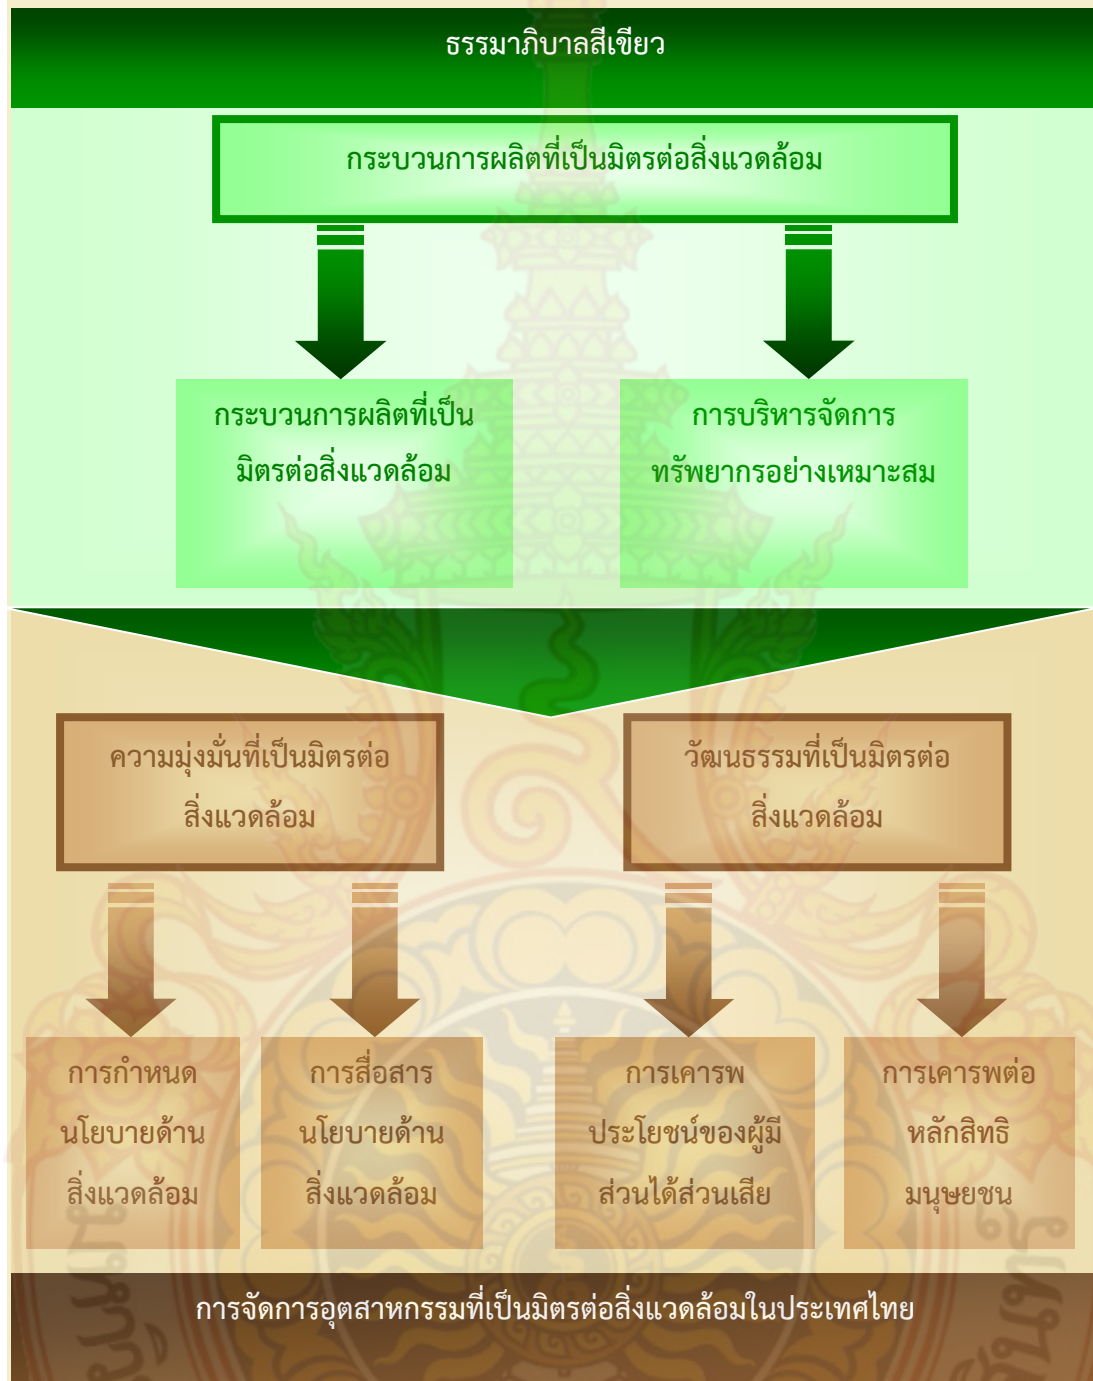 ธรรมาภิบาลสีเขียว
กระบวนการผลิตที่เป็นมิตรต่อสิ่งแวดล้อม
กระบวนการผลิตที่เป็น
มิตรต่อสิ่งแวดล้อม
การบริหารจัดการ
ทรัพยากรอย่างเหมาะสม
ความมุ่งมั่นที่เป็นมิตรต่อ
สิ่งแวดล้อม
วัฒนธรรมที่เป็นมิตรต่อ
สิ่งแวดล้อม
การกำหนด
นโยบายด้าน
สิ่งแวดล้อม
การสื่อสาร
นโยบายด้าน
สิ่งแวดล้อม
การเคารพ
ประโยชน์ของผู้มี
ส่วนได้ส่วนเสีย
การเคารพต่อ
หลักสิทธิ
มนุษยชน
การจัดการอุตสาหกรรมที่เป็นมิตรต่อสิ่งแวดล้อมในประเทศไทย